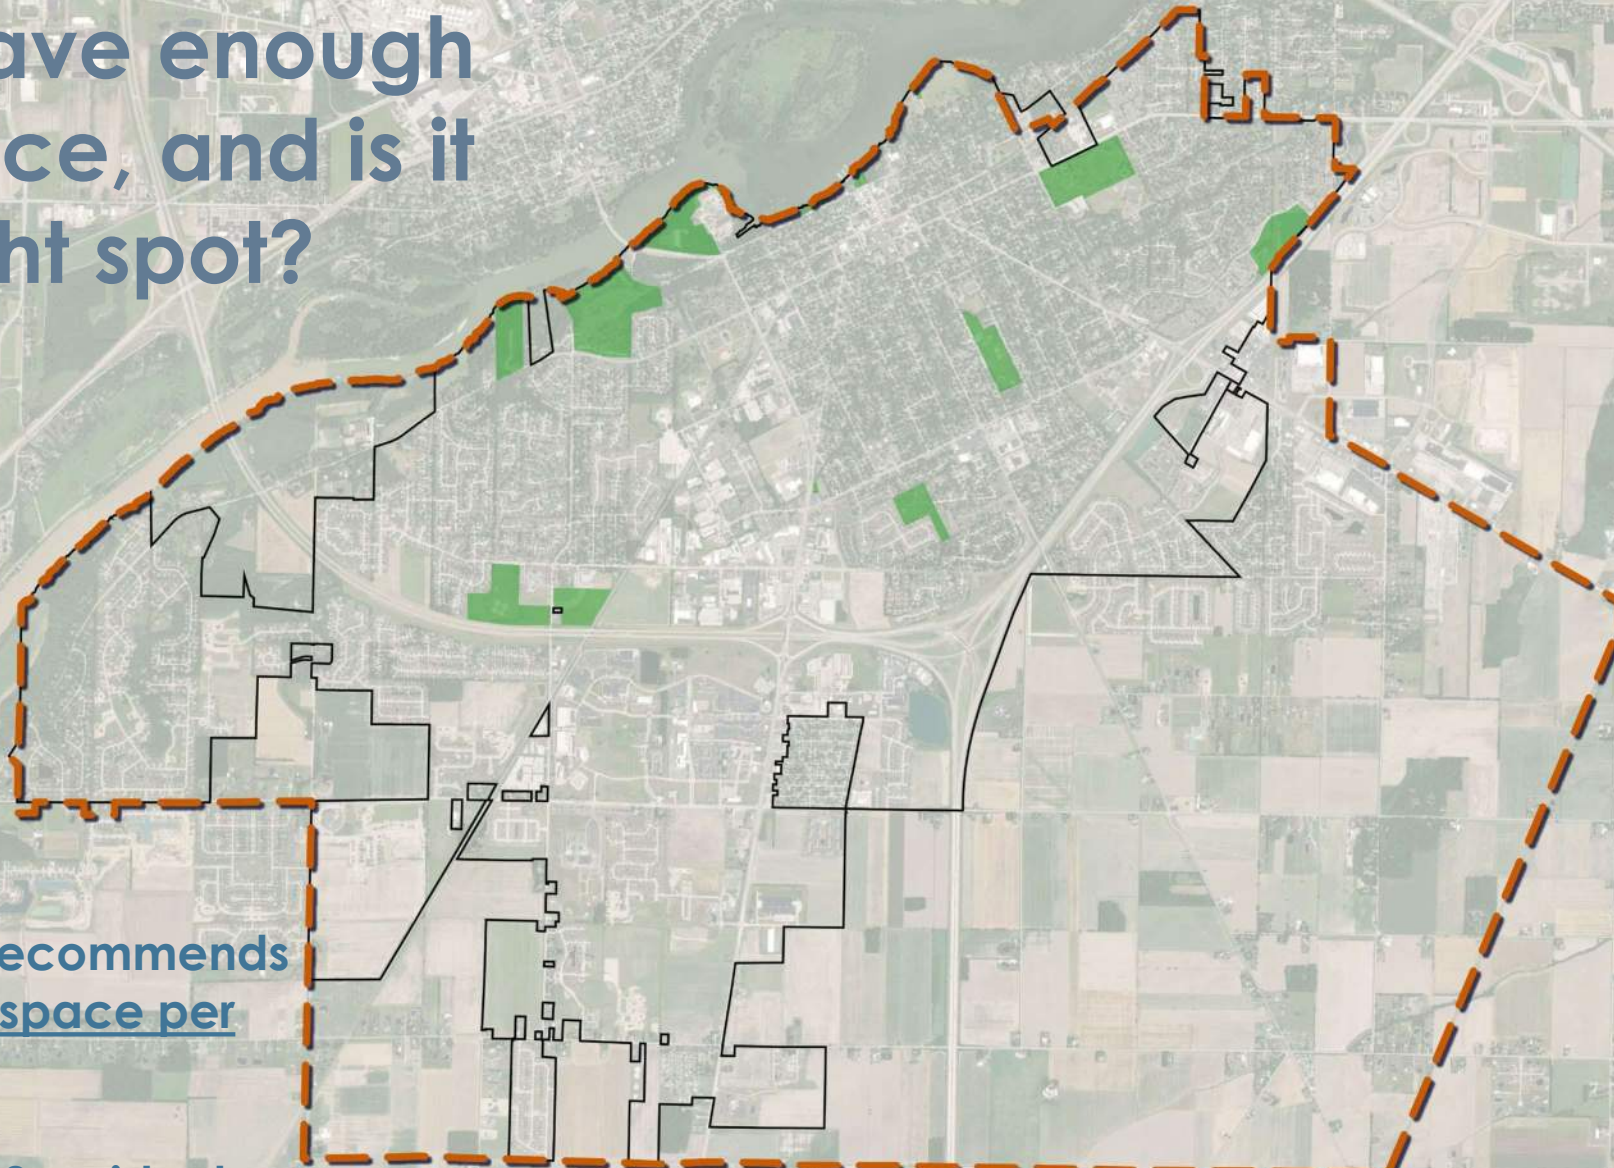 ave enough
ce, and is it
ht spot?
ecommends
space per